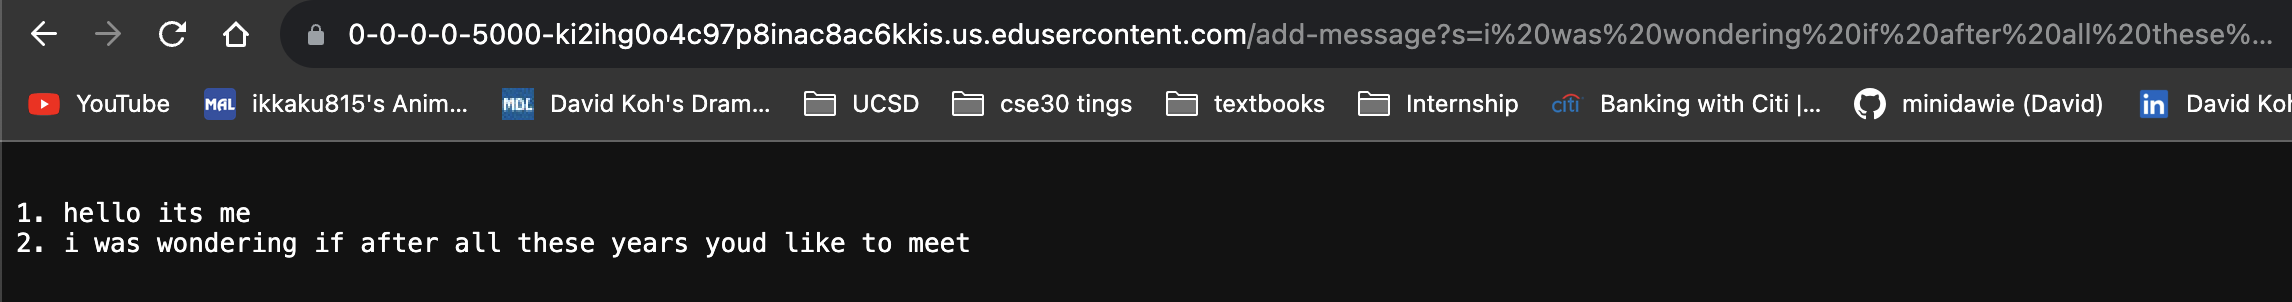 0-0-0-0-5000-ki2ihg0o4c97p8inac8ac6kkis.us.edusercontent.com/add-message?s=i%20was%20wondering%20if%20after%20all%20these%...
YouTube MAL ikkaku815's Anim... MDL David Koh's Dram... UCSD cse30 tings textbooks Internship citi Banking with Citi |... minidawie (David) in David Koh
1. hello its me
2. i was wondering if after all these years youd like to meet